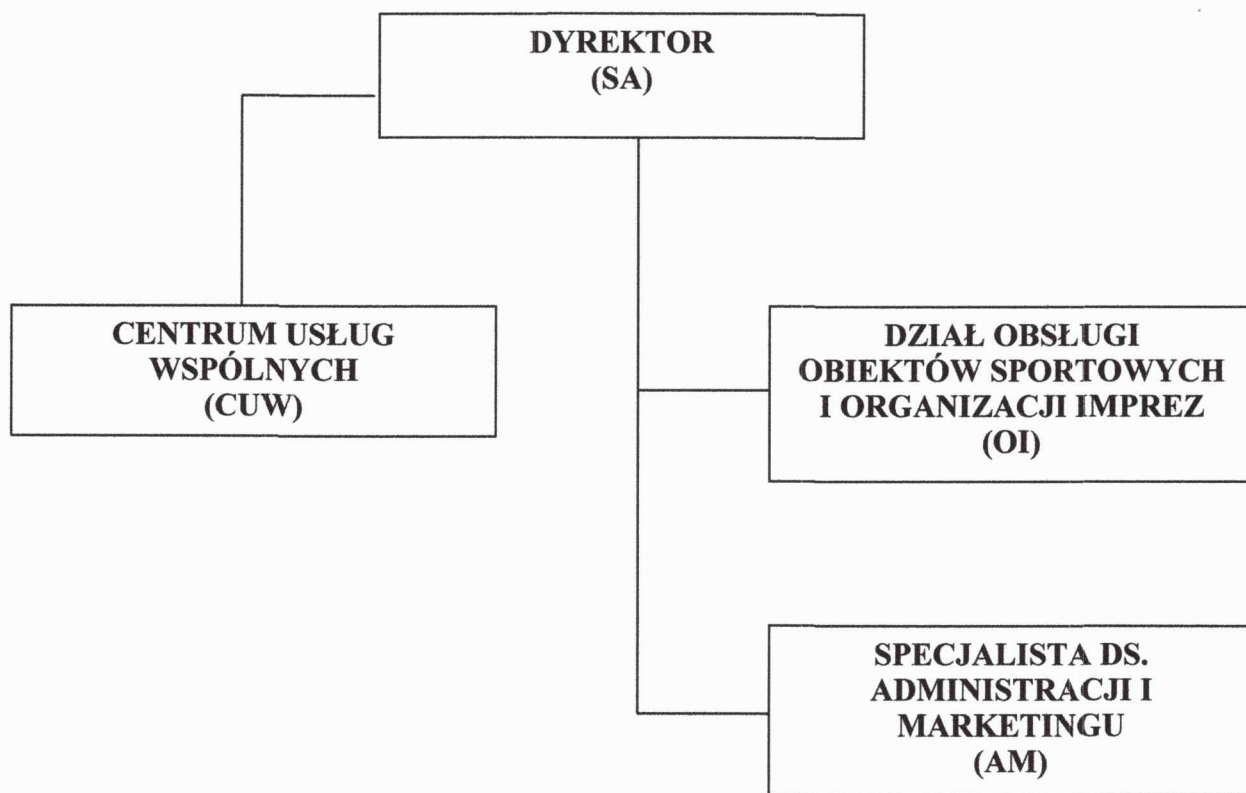 DYREKTOR
(SA)
CENTRUM USŁUG
WSPÓLNYCH
(CUW)
DZIAŁ OBSŁUGI
OBIEKTÓW SPORTOWYCH
I ORGANIZACJI IMPREZ
(OI)
SPECJALISTA DS.
ADMINISTRACJI I
MARKETINGU
(AM)